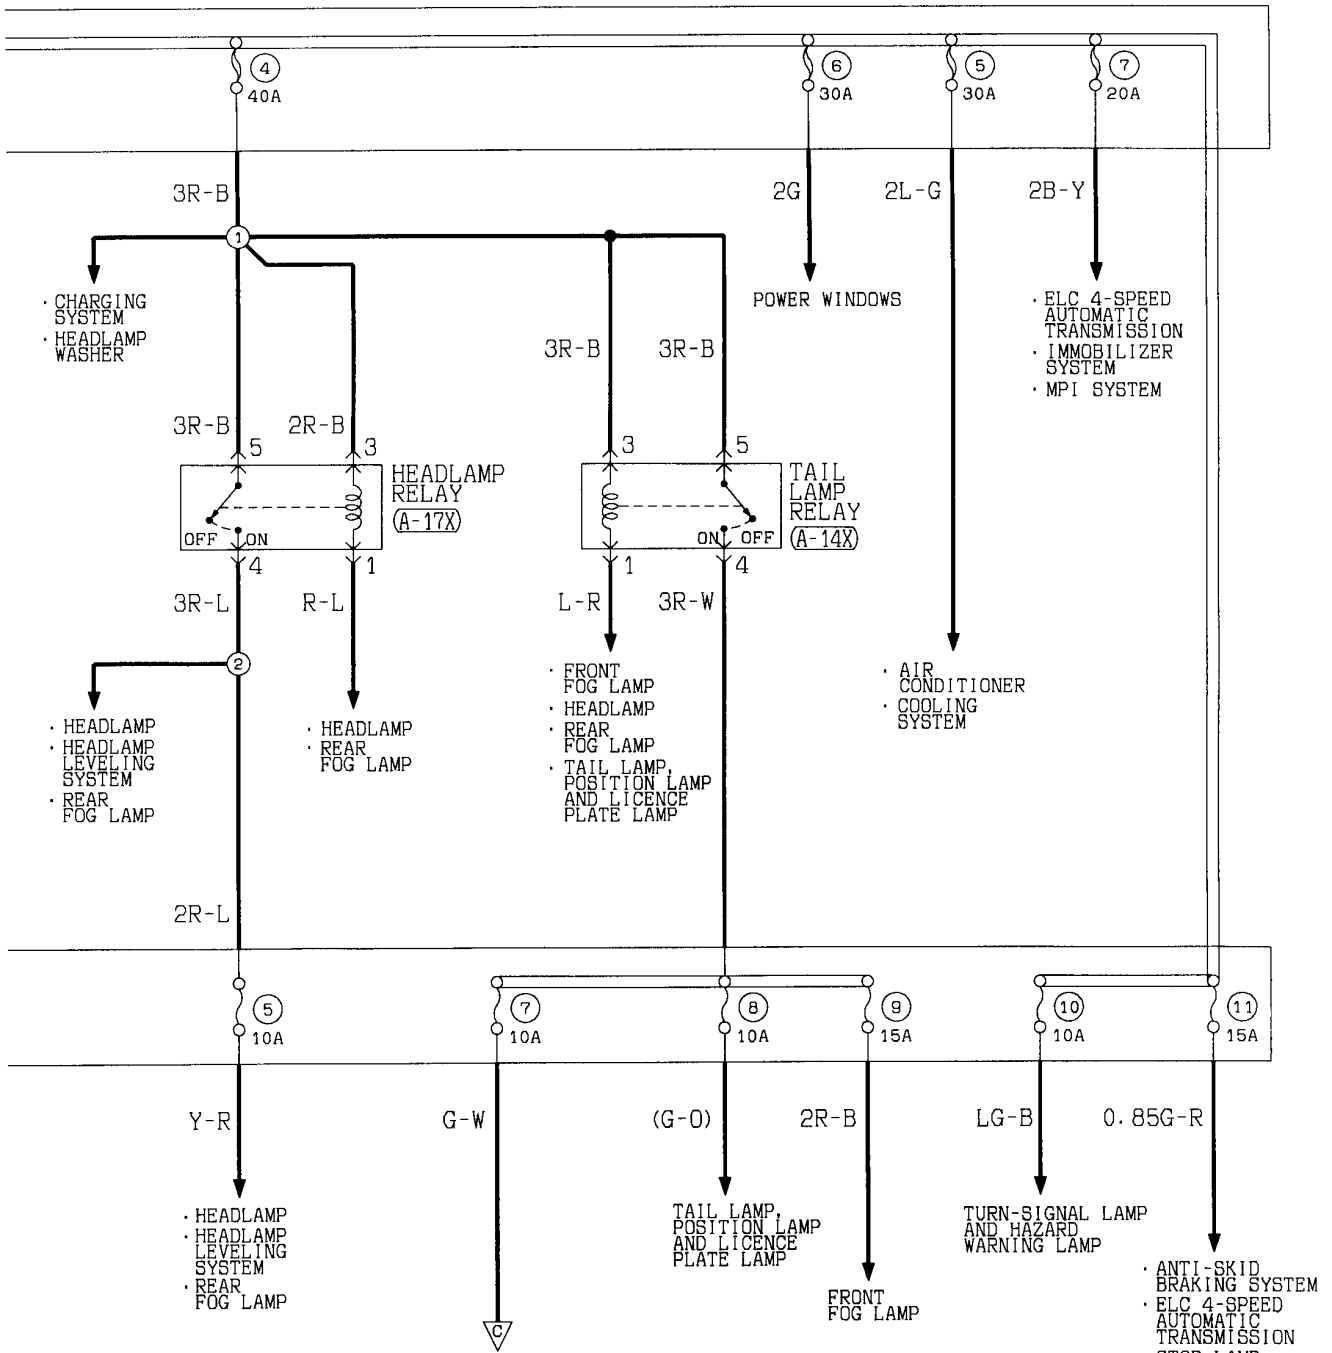 4
40A
6
30A
5
30A
7
20A
3R-B
2G
2L-G
2B-Y
1
· CHARGING
SYSTEM
· HEADLAMP
WASHER
POWER WINDOWS
· ELC 4-SPEED
AUTOMATIC
TRANSMISSION
· IMMOBILIZER
SYSTEM
· MPI SYSTEM
3R-B
3R-B
3R-B
2R-B
5
3
3
5
HEADLAMP
RELAY
(A-17X)
TAIL
LAMP
RELAY
(A-14X)
OFF
ON
ON
OFF
4
1
1
4
3R-L
R-L
L-R
3R-W
2
· HEADLAMP
· HEADLAMP
LEVELING
SYSTEM
· REAR
FOG LAMP
· HEADLAMP
· REAR
FOG LAMP
· FRONT
FOG LAMP
· HEADLAMP
· REAR
FOG LAMP
· TAIL LAMP,
POSITION LAMP
AND LICENCE
PLATE LAMP
· AIR
CONDITIONER
· COOLING
SYSTEM
2R-L
5
10A
7
10A
8
10A
9
15A
10
10A
11
15A
Y-R
G-W
(G-O)
2R-B
LG-B
0.85G-R
· HEADLAMP
· HEADLAMP
LEVELING
SYSTEM
· REAR
FOG LAMP
C
TAIL LAMP,
POSITION LAMP
AND LICENCE
PLATE LAMP
FRONT
FOG LAMP
TURN-SIGNAL LAMP
AND HAZARD
WARNING LAMP
· ANTI-SKID
BRAKING SYSTEM
· ELC 4-SPEED
AUTOMATIC
TRANSMISSION